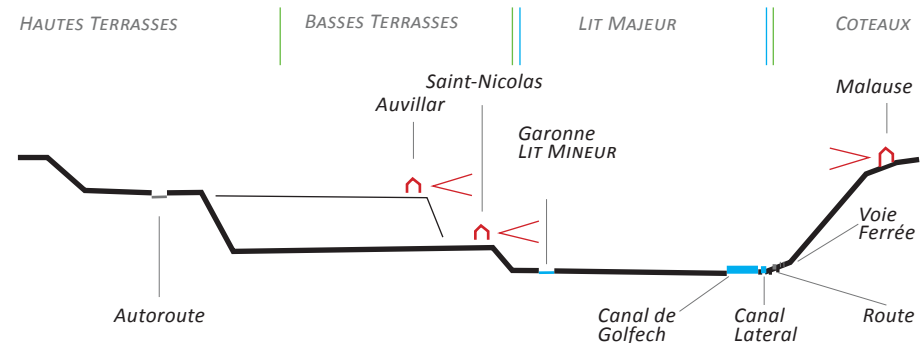 HAUTES TERRASSES
BASSES TERRASSES
LIT MAJEUR
COTEAUX
Saint-Nicolas
Auvillar
Malause
Garonne
LIT MINEUR
Voie
Ferrée
Autoroute
Canal de
Golfech
Canal
Lateral
Route